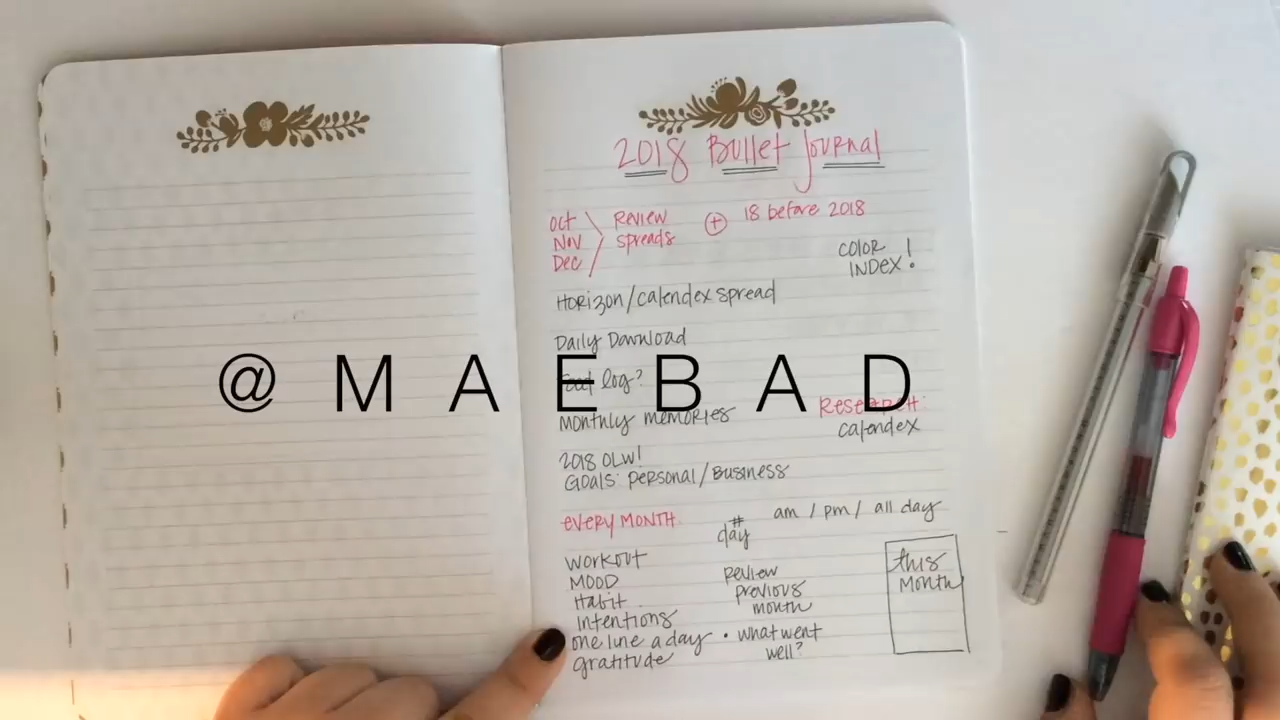 2018 Bullet Journal
Oct
Nov
Dec
Review
spreads
+ 18 before 2018
Color
Index!
Horizon/calendex spread
Daily Download
@MAEBAD
log?
Monthly memories
Research:
calendex
2018 OLW!
Goals: personal/Business
every month
# day
am / pm / all day
workout
MOOD
Habit
Intentions
one line a day
gratitude
review
previous
month
• what went
well?
this
Month